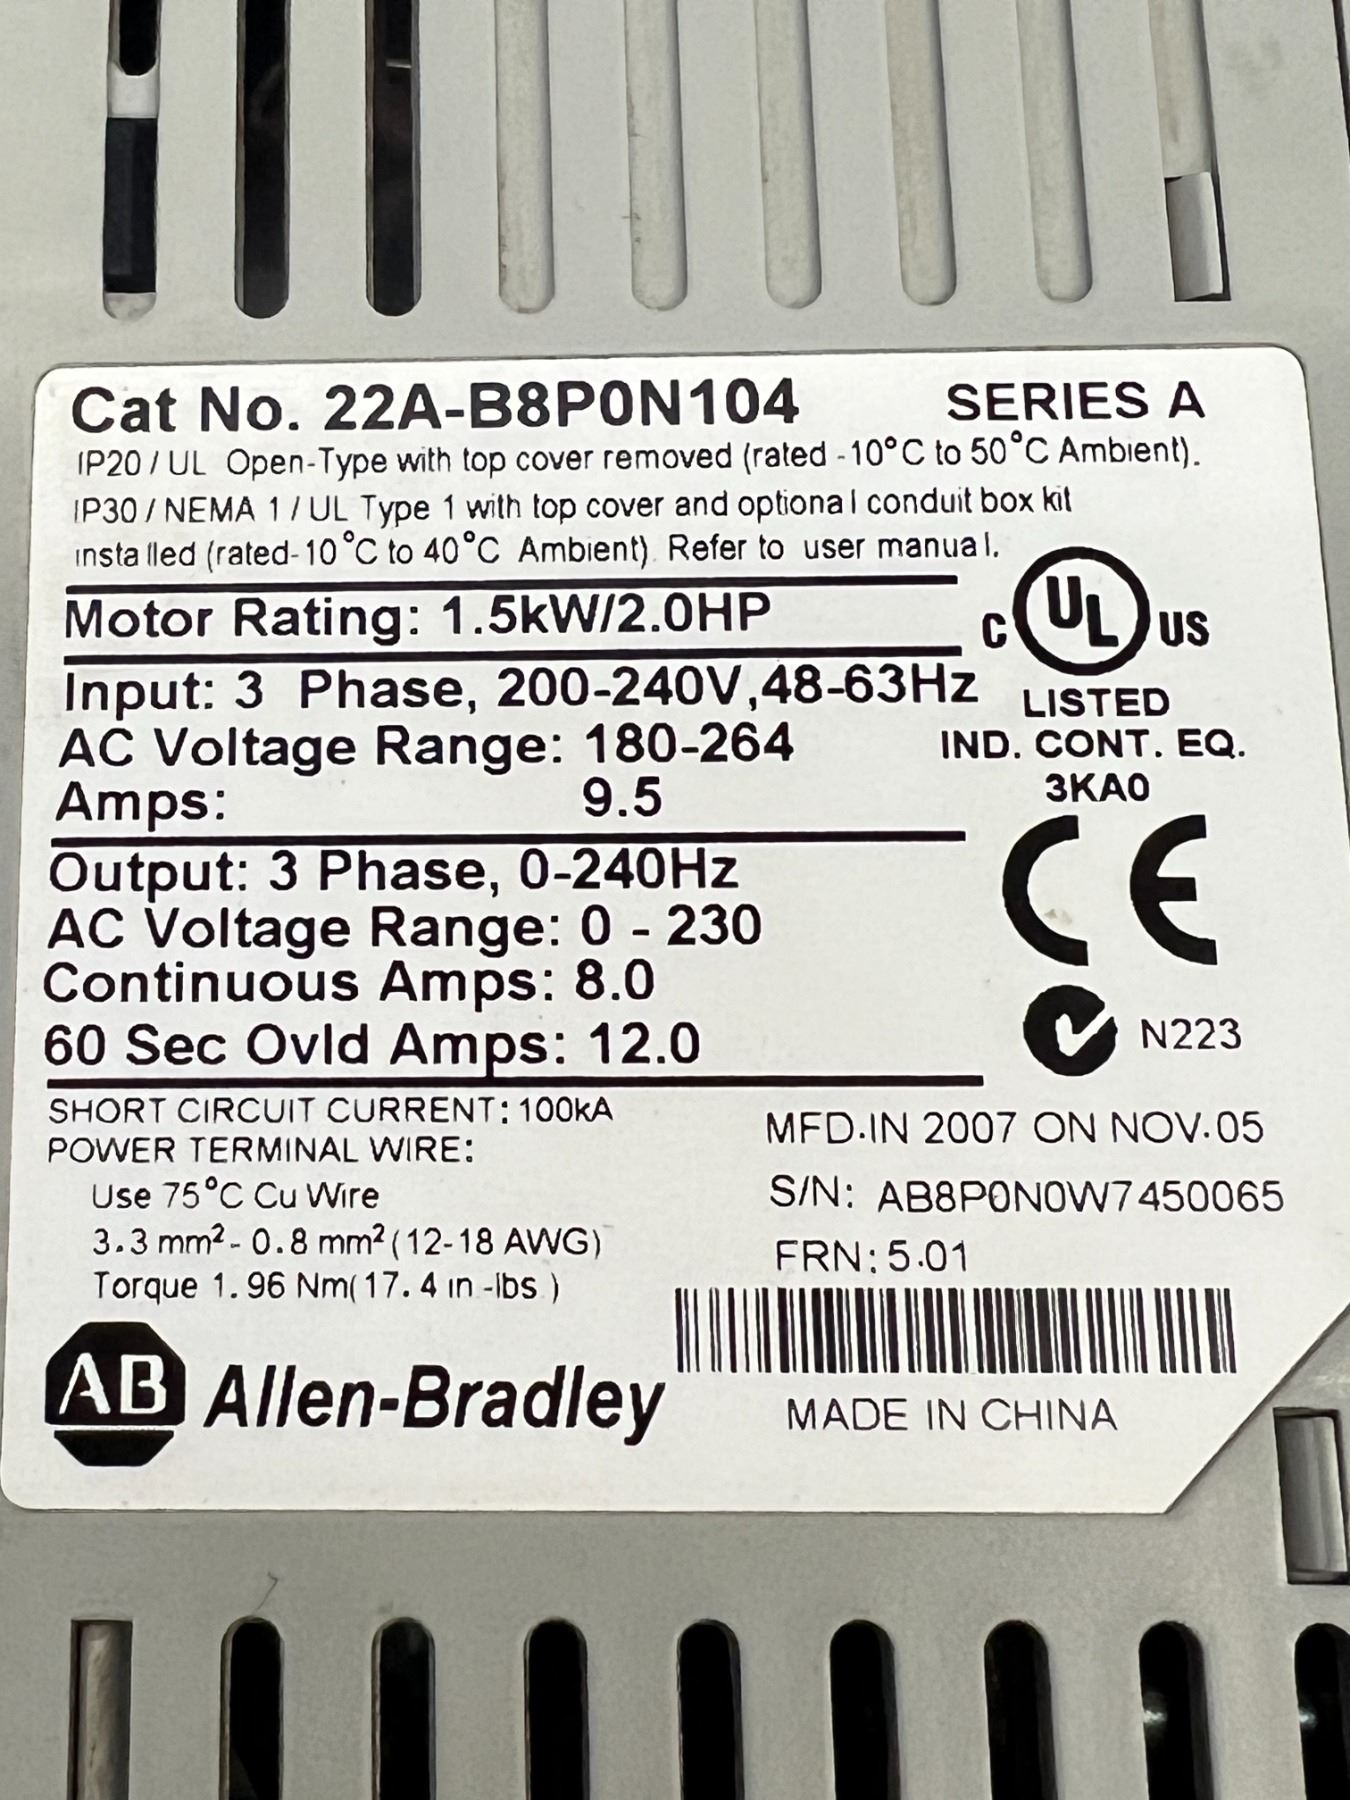 Cat No. 22A-B8P0N104 SERIES A
IP20 / UL Open-Type with top cover removed (rated -10°C to 50°C Ambient).
IP30 / NEMA 1 / UL Type 1 with top cover and optional conduit box kit
installed (rated-10°C to 40°C Ambient). Refer to user manual.
Motor Rating: 1.5kW/2.0HP
C UL US
Input: 3 Phase, 200-240V,48-63Hz
LISTED
AC Voltage Range: 180-264
IND. CONT. EQ.
Amps: 9.5
3KA0
CE
Output: 3 Phase, 0-240Hz
AC Voltage Range: 0 - 230
Continuous Amps: 8.0
60 Sec Ovld Amps: 12.0
N223
SHORT CIRCUIT CURRENT: 100kA
POWER TERMINAL WIRE:
Use 75°C Cu Wire
3.3 mm² - 0.8 mm² (12-18 AWG)
Torque 1.96 Nm(17.4 in-lbs.)
MFD.IN 2007 ON NOV.05
S/N: AB8P0N0W7450065
FRN: 5.01
AB Allen-Bradley
MADE IN CHINA